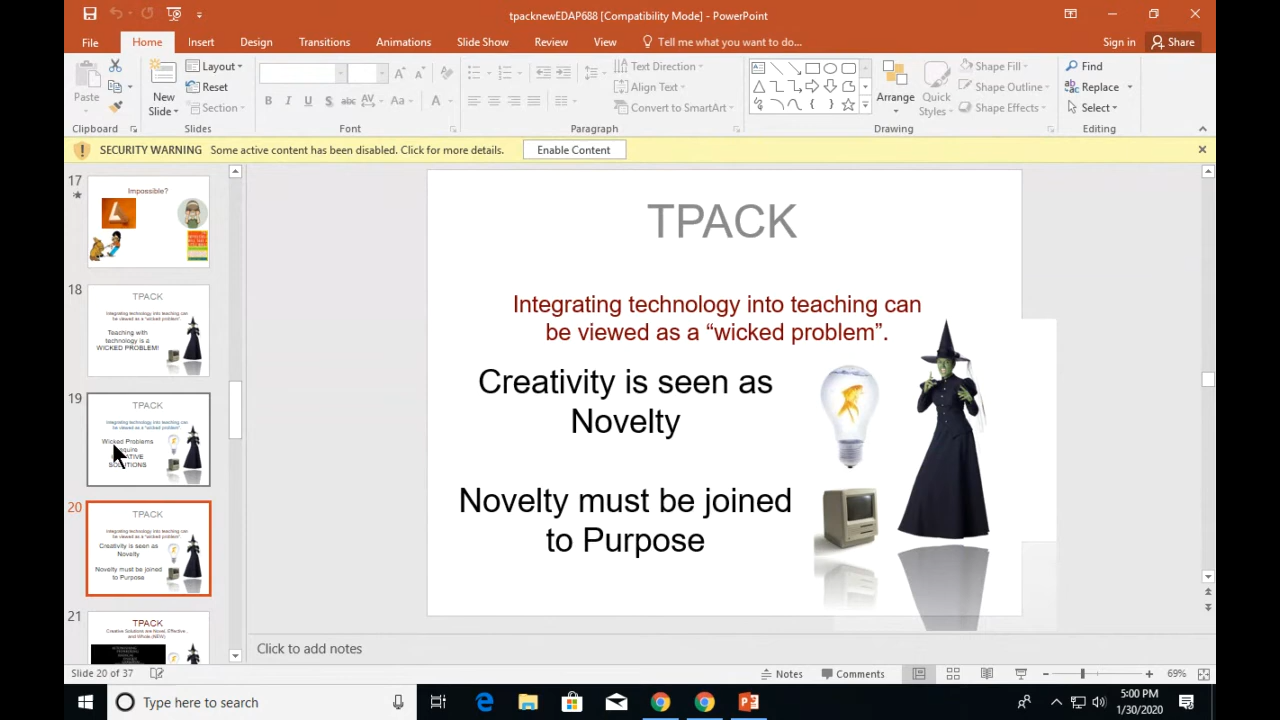 tpacknewEDAP688 [Compatibility Mode] - PowerPoint
File Home Insert Design Transitions Animations Slide Show Review View Tell me what you want to do... Sign in Share
Paste
New
Slide
Layout
Reset
Section
Text Direction
Align Text
Convert to SmartArt
Arrange
Quick
Styles
Shape Fill
Shape Outline
Shape Effects
Find
Replace
Select
Clipboard Slides Font Paragraph Drawing Editing
SECURITY WARNING Some active content has been disabled. Click for more details. Enable Content
17
Impossible?
18
TPACK
Integrating technology into teaching can
be viewed as a "wicked problem".
Teaching with
technology is a
WICKED PROBLEM!
19
TPACK
Integrating technology into teaching can
be viewed as a "wicked problem".
Wicked Problems
SOLUTIONS
20
TPACK
Integrating technology into teaching can
be viewed as a "wicked problem".
Creativity is seen as
Novelty
Novelty must be joined
to Purpose
21
TPACK
Creative Solutions are Novel, Effective...
and Whole (NEW)
TPACK
Integrating technology into teaching can
be viewed as a “wicked problem”.
Creativity is seen as
Novelty
Novelty must be joined
to Purpose
Click to add notes
Slide 20 of 37 Notes Comments 69%
Type here to search
5:00 PM
1/30/2020